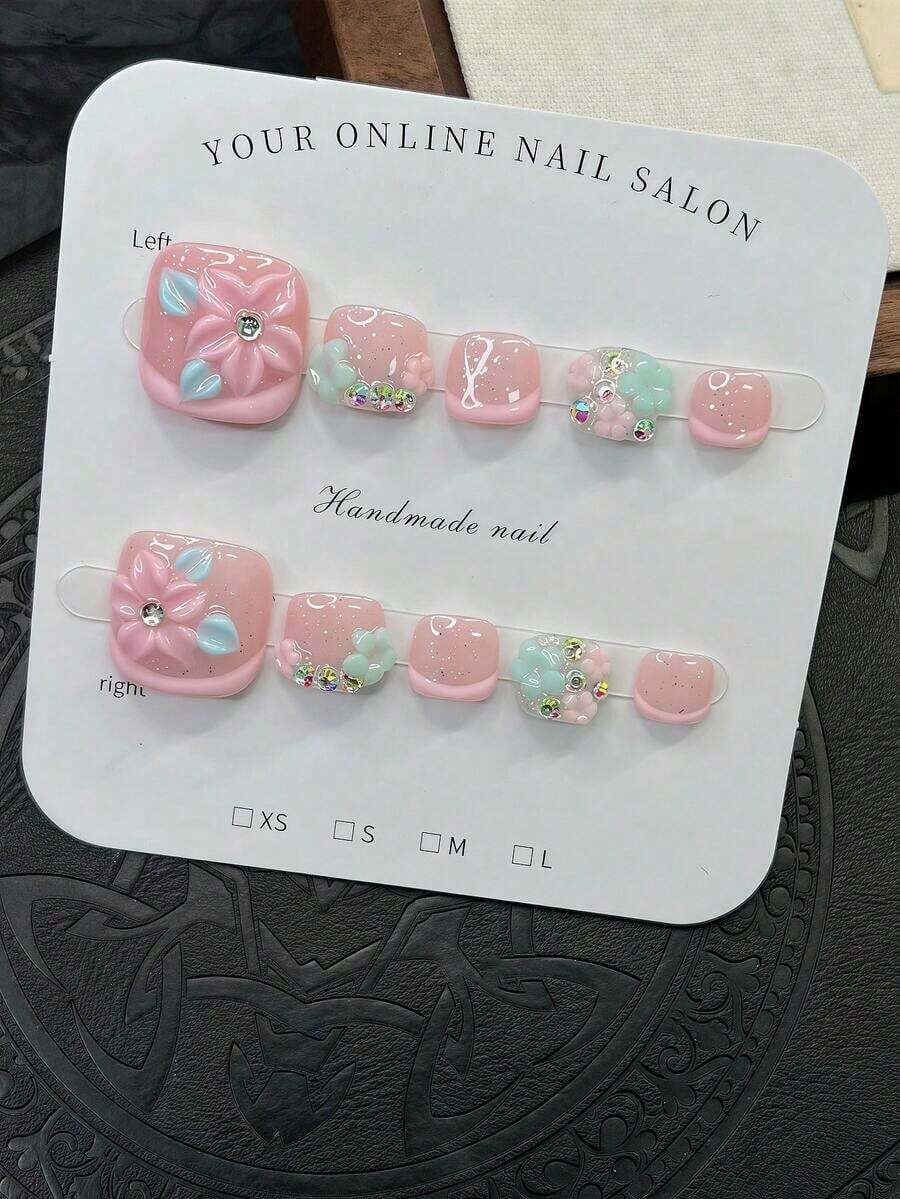 YOUR ONLINE NAIL SALON
Left
Handmade nail
right
XS S M L